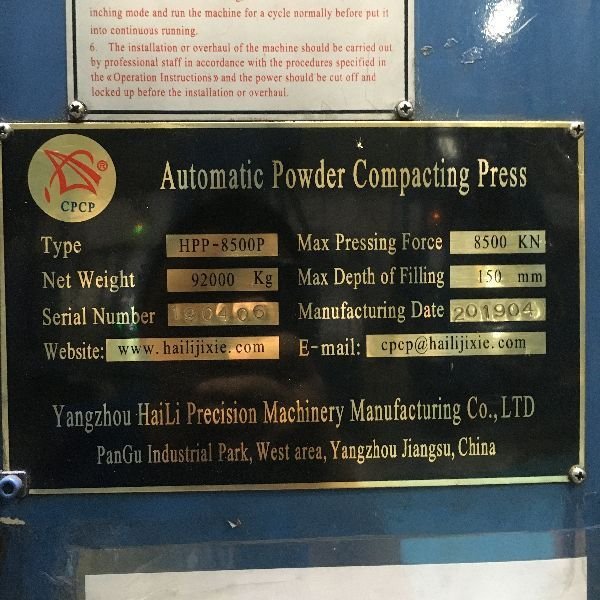 inching mode and run the machine for a cycle normally before put it
into continuous running.
6. The installation or overhaul of the machine should be carried out
by professional staff in accordance with the procedures specified in
the «Operation Instructions» and the power should be cut off and
locked up before the installation or overhaul.
®
CPCP
Automatic Powder Compacting Press
Type HPP-8500P Max Pressing Force 8500 KN
Net Weight 92000 Kg Max Depth of Filling 150 mm
Serial Number 190406 Manufacturing Date 201904
Website: www.hailijixie.com E-mail: cpcp@hailijixie.com
Yangzhou HaiLi Precision Machinery Manufacturing Co.,LTD
PanGu Industrial Park, West area, Yangzhou Jiangsu, China